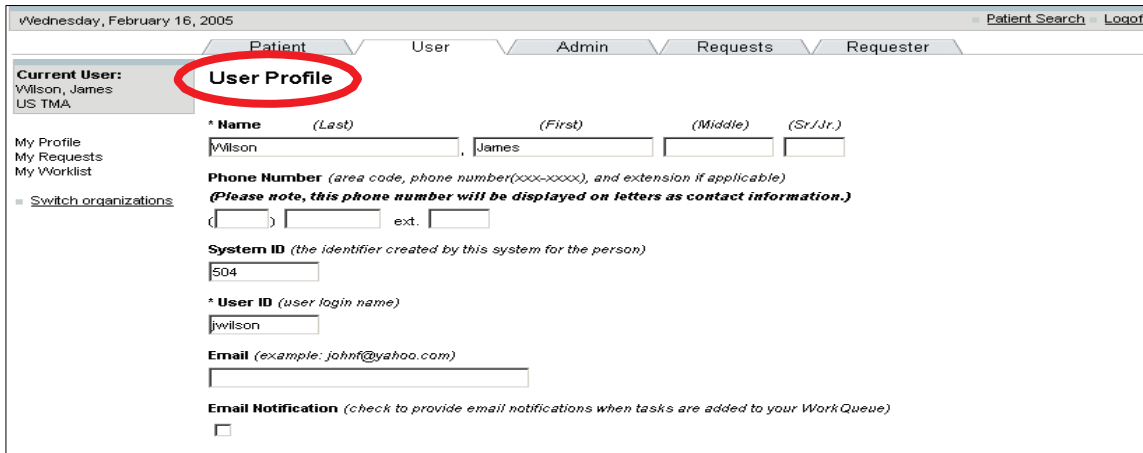 Wednesday, February 16, 2005 Patient Search Logof
Patient User Admin Requests Requester
Current User:
Wilson, James
US TMA
My Profile
My Requests
My Worklist
Switch organizations
User Profile
* Name (Last) (First) (Middle) (Sr./Jr.)
Wilson , James
Phone Number (area code, phone number(xxx-xxxx), and extension if applicable)
(Please note, this phone number will be displayed on letters as contact information.)
( ) ext.
System ID (the identifier created by this system for the person)
504
* User ID (user login name)
jwilson
Email (example: johnf@yahoo.com)
Email Notification (check to provide email notifications when tasks are added to your WorkQueue)